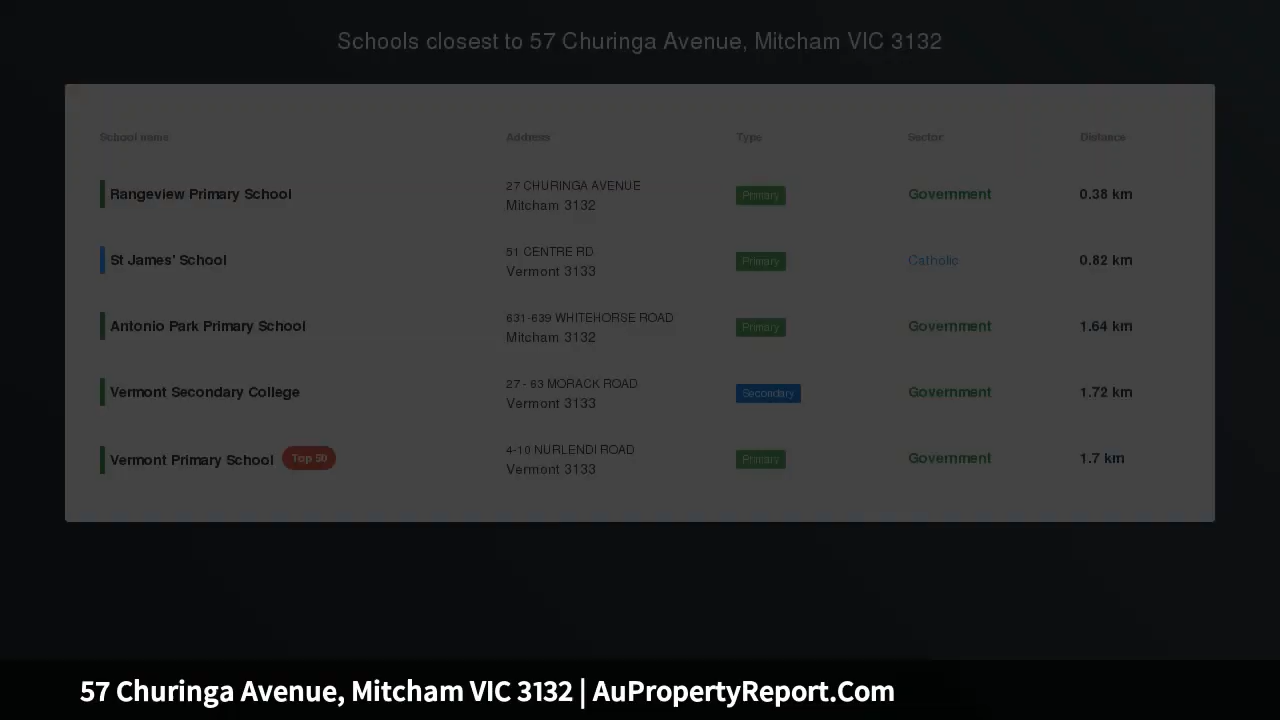 Schools closest to 57 Churinga Avenue, Mitcham VIC 3132
School name Address Type Sector Distance
Rangeview Primary School 27 CHURINGA AVENUE Primary Government 0.38 km
Mitcham 3132
St James' School 51 CENTRE RD Primary Catholic 0.82 km
Vermont 3133
Antonio Park Primary School 631-639 WHITEHORSE ROAD Primary Government 1.64 km
Mitcham 3132
Vermont Secondary College 27 - 63 MORACK ROAD Secondary Government 1.72 km
Vermont 3133
Vermont Primary School Top 50 4-10 NURLENDI ROAD Primary Government 1.7 km
Vermont 3133
57 Churinga Avenue, Mitcham VIC 3132 | AuPropertyReport.Com